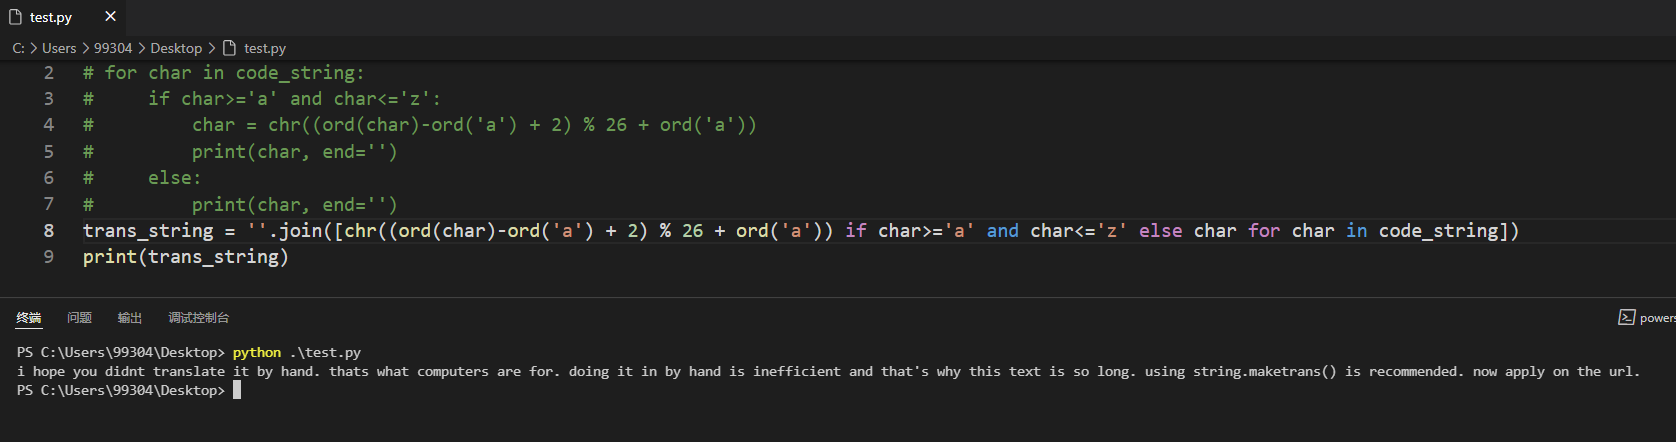 test.py ×
C: > Users > 99304 > Desktop > test.py
2 # for char in code_string:
3 #     if char>='a' and char<='z':
4 #         char = chr((ord(char)-ord('a') + 2) % 26 + ord('a'))
5 #         print(char, end='')
6 #     else:
7 #         print(char, end='')
8 trans_string = ''.join([chr((ord(char)-ord('a') + 2) % 26 + ord('a')) if char>='a' and char<='z' else char for char in code_string])
9 print(trans_string)
终端 问题 输出 调试控制台 powers
PS C:\Users\99304\Desktop> python .\test.py
i hope you didnt translate it by hand. thats what computers are for. doing it in by hand is inefficient and that's why this text is so long. using string.maketrans() is recommended. now apply on the url.
PS C:\Users\99304\Desktop>